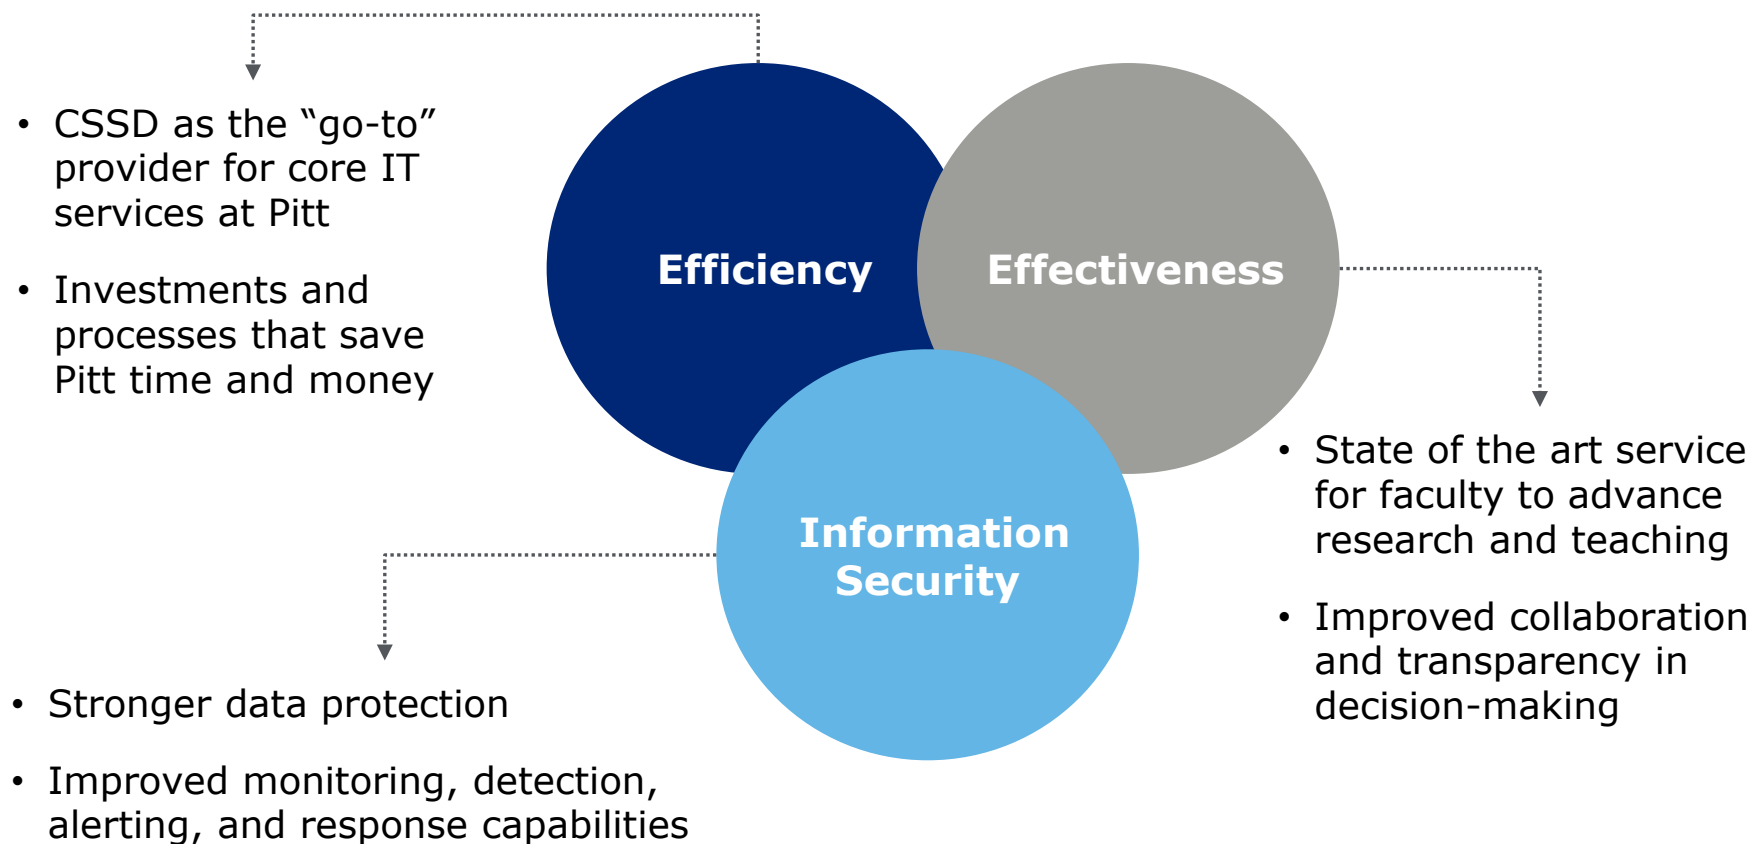 • CSSD as the “go-to”
provider for core IT
services at Pitt
• Investments and
processes that save
Pitt time and money
Efficiency
Effectiveness
Information
Security
• State of the art service
for faculty to advance
research and teaching
• Improved collaboration
and transparency in
decision-making
• Stronger data protection
• Improved monitoring, detection,
alerting, and response capabilities